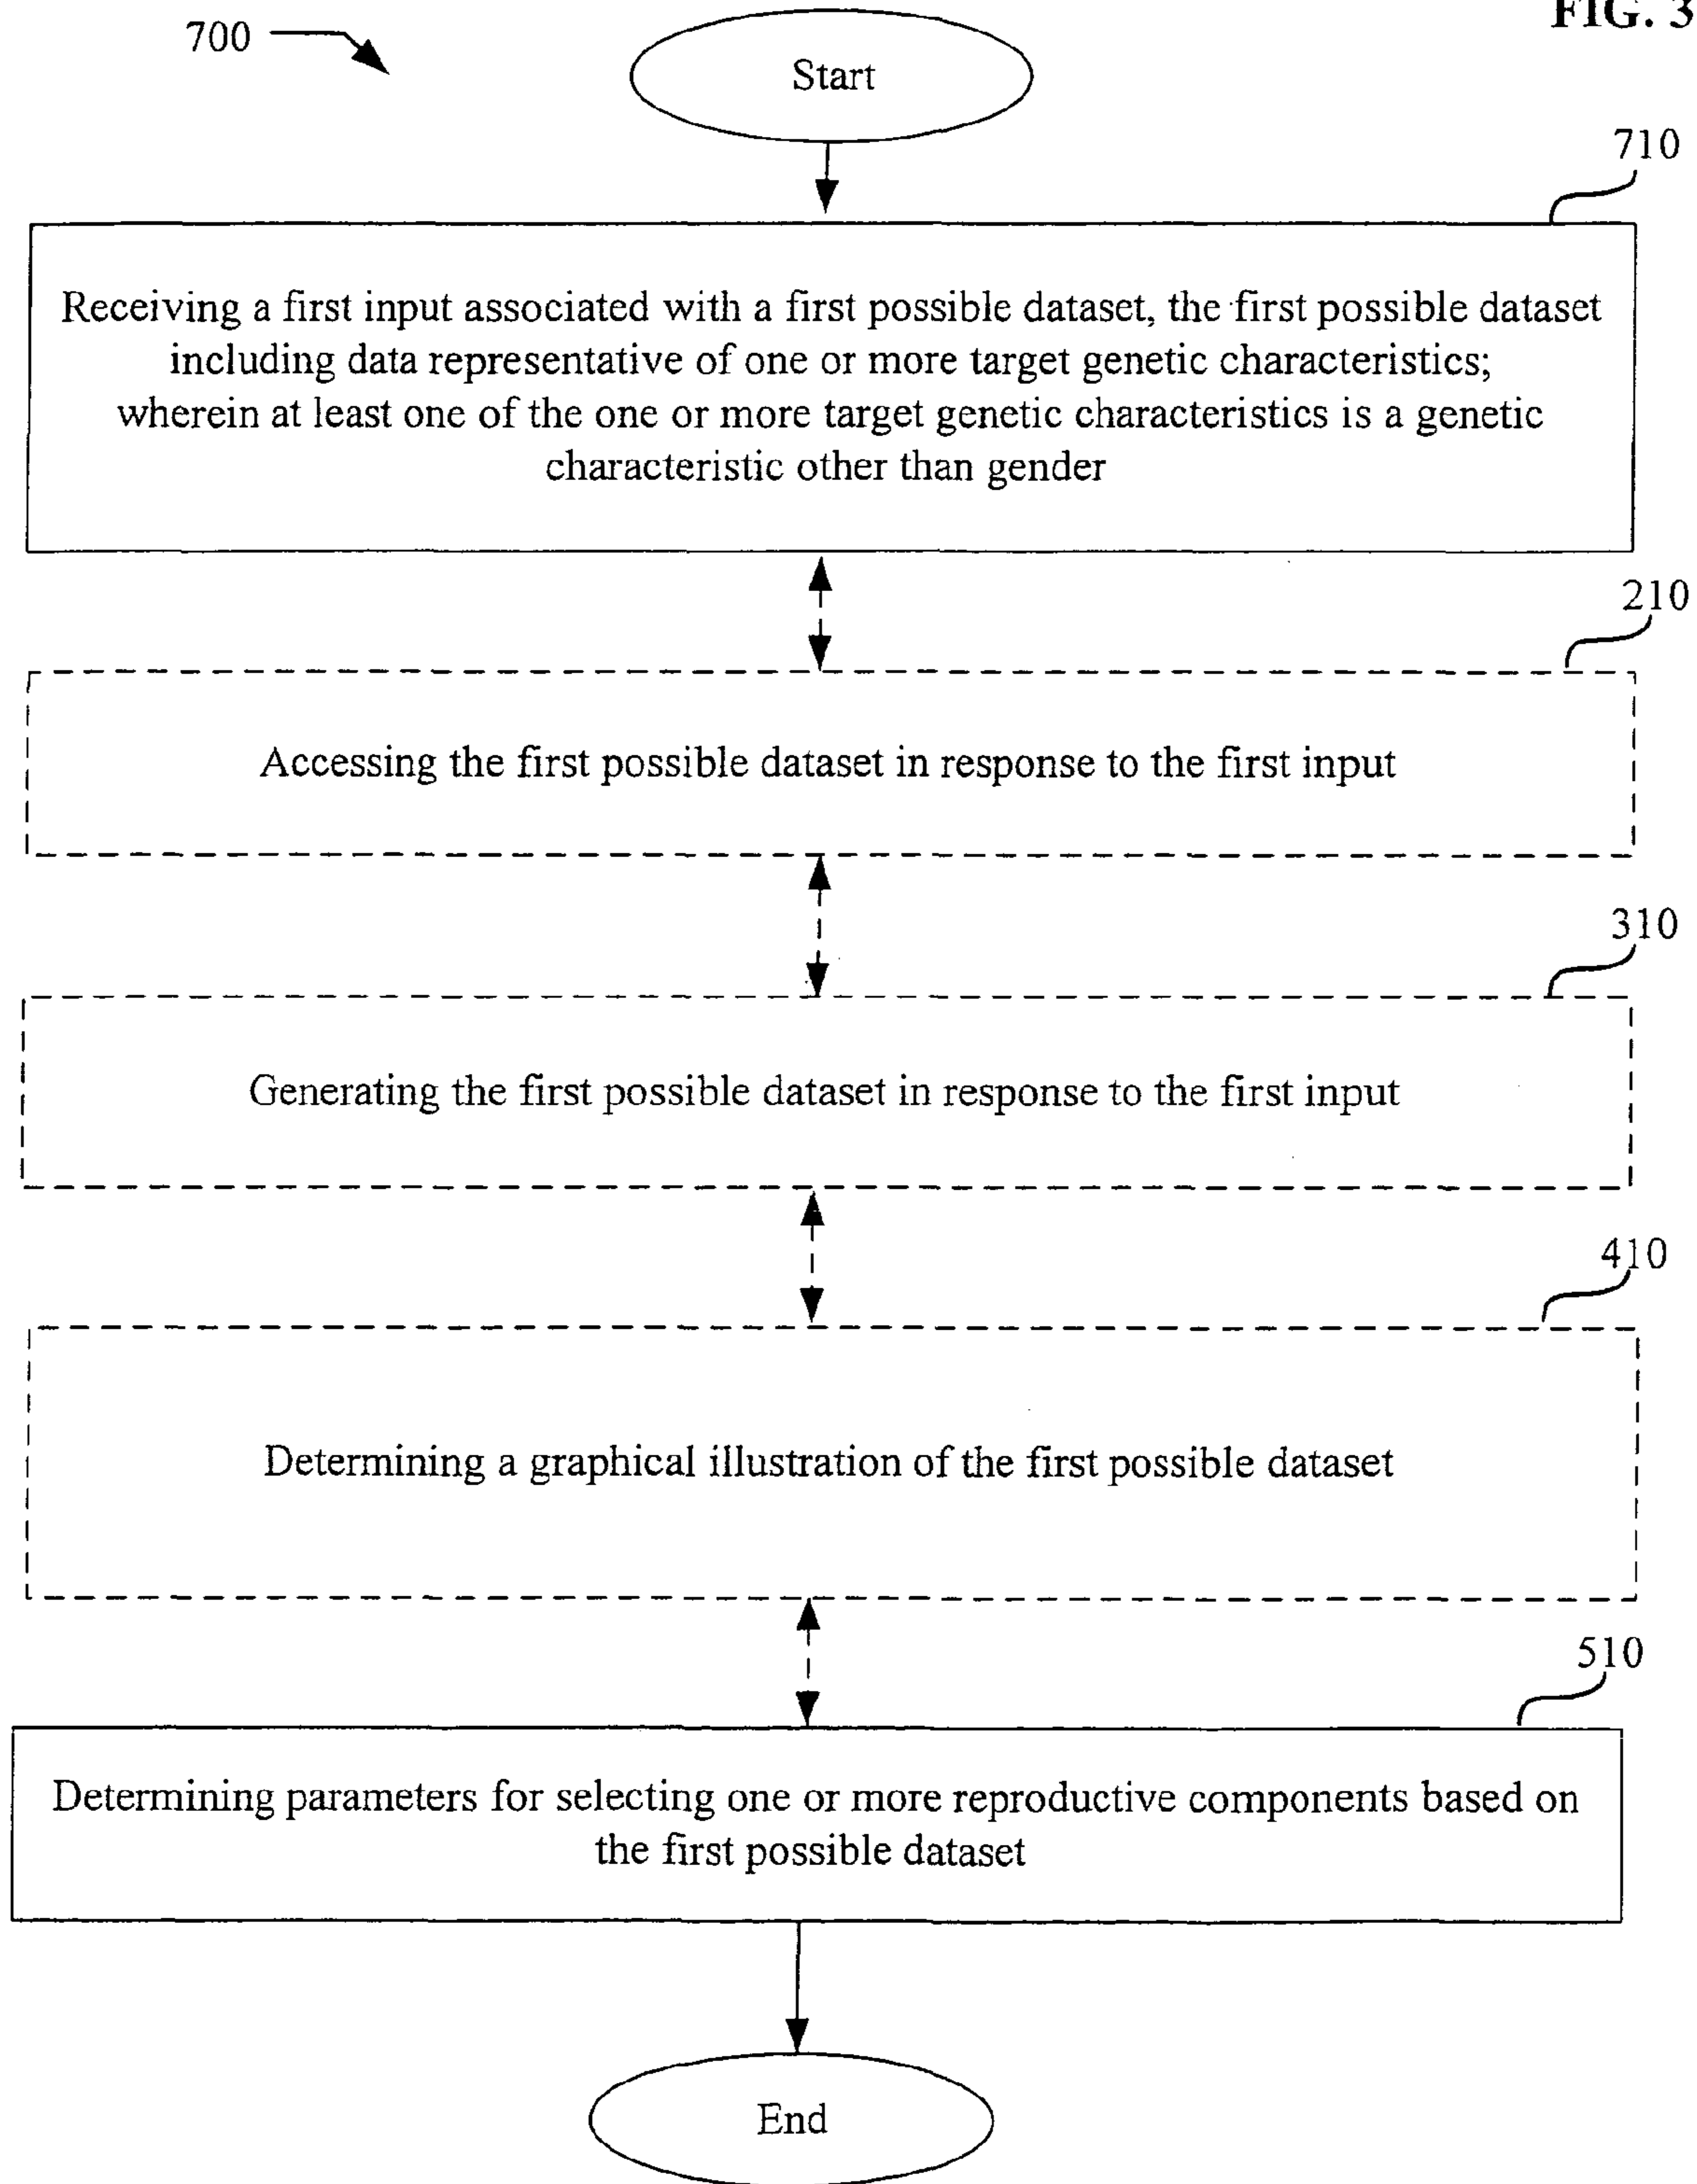 FIG. 3
700
Start
710
Receiving a first input associated with a first possible dataset, the first possible dataset
including data representative of one or more target genetic characteristics;
wherein at least one of the one or more target genetic characteristics is a genetic
characteristic other than gender
210
Accessing the first possible dataset in response to the first input
310
Generating the first possible dataset in response to the first input
410
Determining a graphical illustration of the first possible dataset
510
Determining parameters for selecting one or more reproductive components based on
the first possible dataset
End